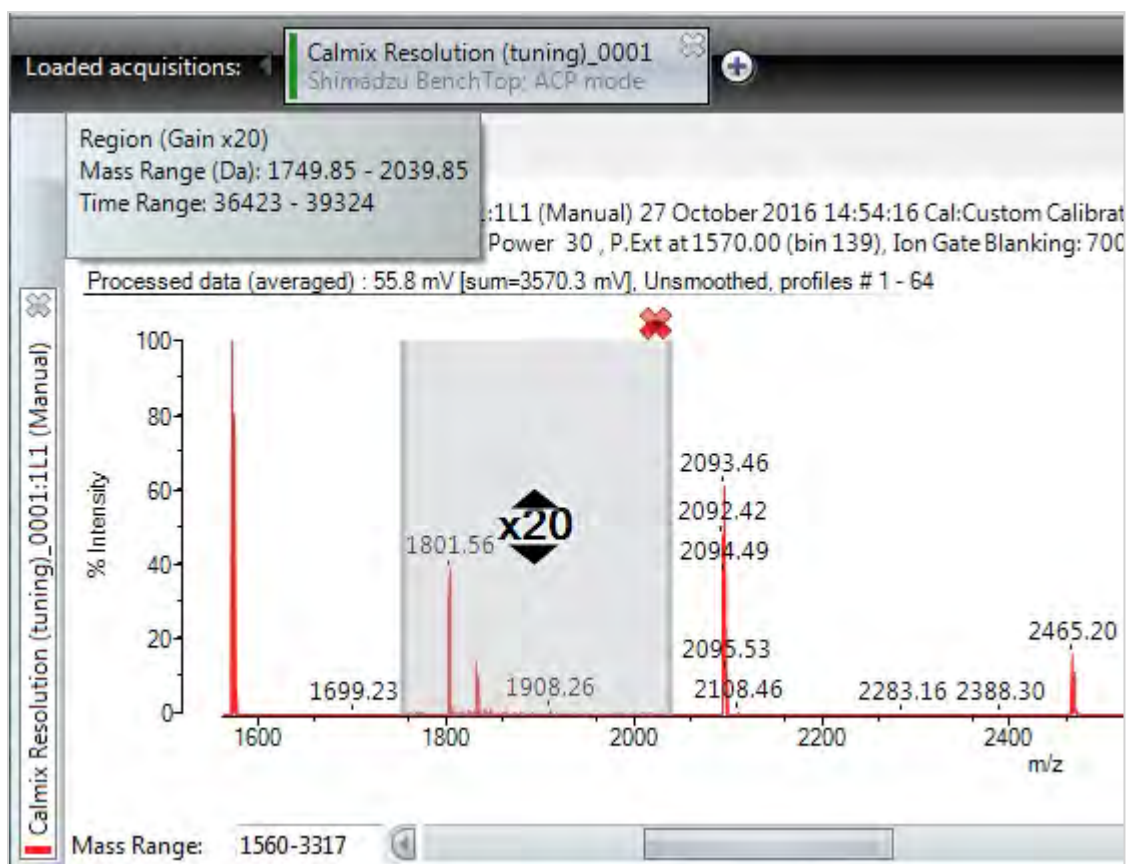 Loaded acquisitions:
Calmix Resolution (tuning)_0001
Shimadzu BenchTop; ACP mode
Region (Gain x20)
Mass Range (Da): 1749.85 - 2039.85
Time Range: 36423 - 39324
:1L1 (Manual) 27 October 2016 14:54:16 Cal:Custom Calibrat
Power 30 , P.Ext at 1570.00 (bin 139), Ion Gate Blanking: 700
Processed data (averaged) : 55.8 mV [sum=3570.3 mV], Unsmoothed, profiles # 1 - 64
Calmix Resolution (tuning)_0001:1L1 (Manual)
% Intensity
100
80
60
40
20
0
x20
1801.56
1699.23
1908.26
2093.46
2092.42
2094.49
2095.53
2108.46
2283.16
2388.30
2465.20
1600
1800
2000
2200
2400
m/z
Mass Range:
1560-3317